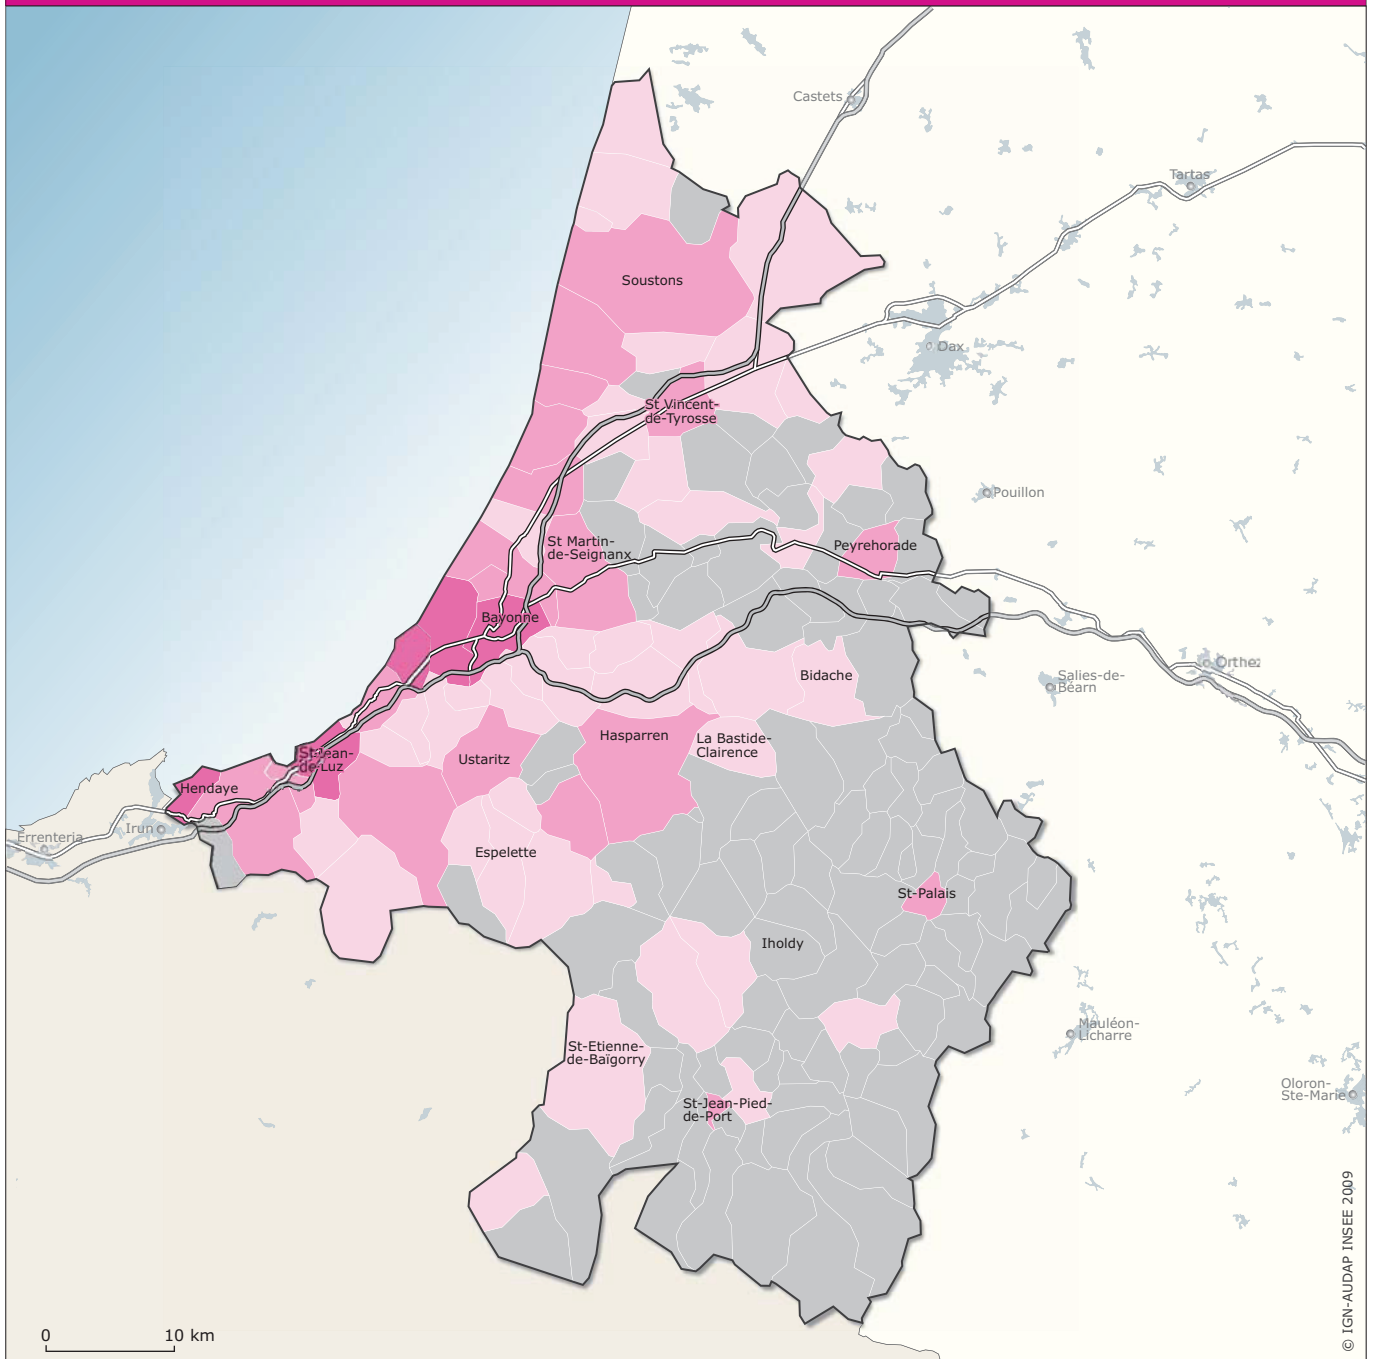 Castets
Tartas
Soustons
Dax
St Vincent-
de-Tyrosse
Pouillon
St Martin-
de-Seignanx
Peyrehorade
Bayonne
Orthez
Salies-de-
Béarn
Bidache
Hasparren
La Bastide-
Clairence
St-Jean-
de-Luz
Ustaritz
Hendaye
Irun
Errenteria
Espelette
St-Palais
Iholdy
Mauléon-
Licharre
St-Etienne-
de-Baïgorry
Oloron-
Ste-Marie
St-Jean-Pied-
de-Port
0 10 km
© IGN-AUDAP INSEE 2009